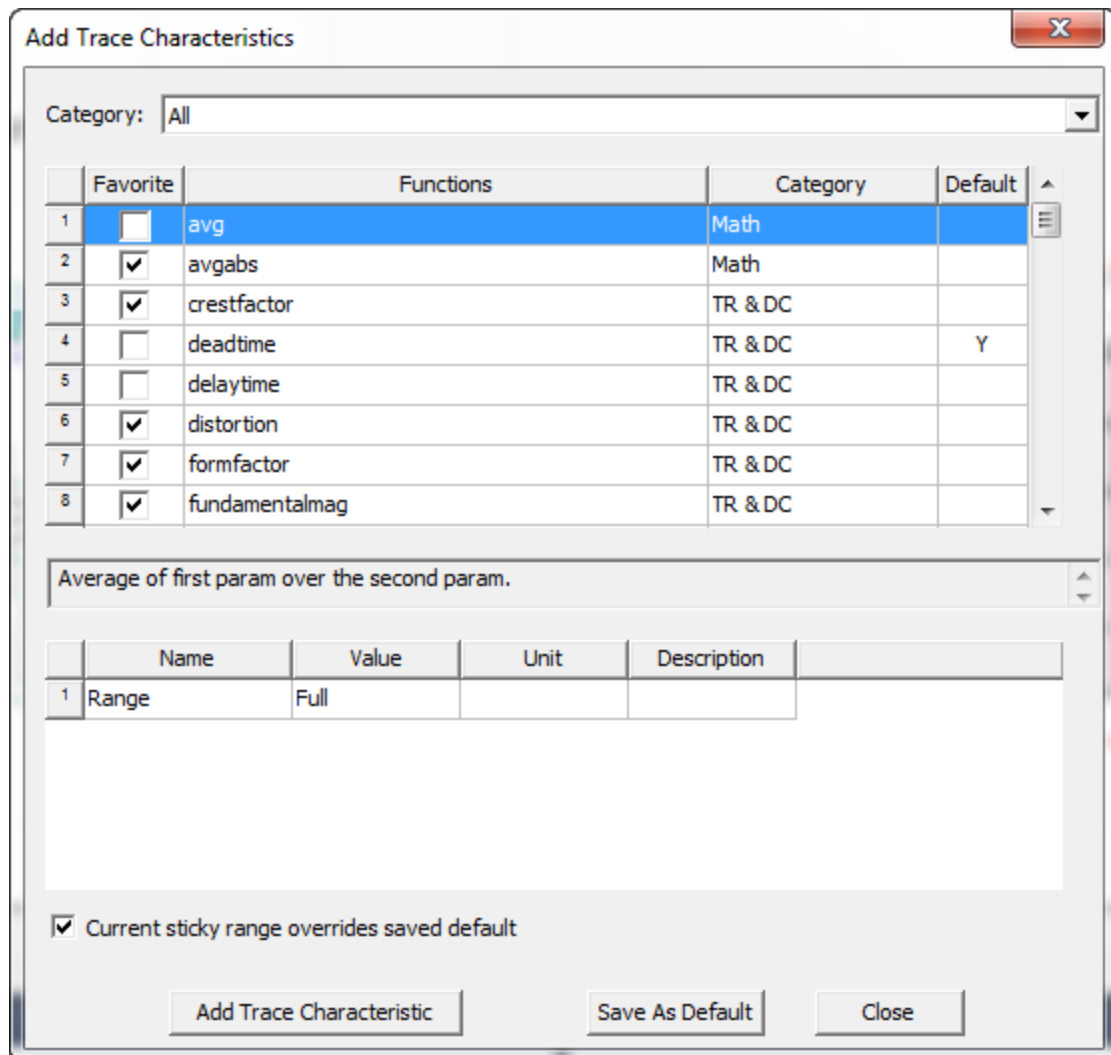 Add Trace Characteristics
Category: All
Favorite Functions Category Default
1 avg Math
2 avgabs Math
3 crestfactor TR & DC
4 deadtime TR & DC Y
5 delaytime TR & DC
6 distortion TR & DC
7 formfactor TR & DC
8 fundamentalmag TR & DC
Average of first param over the second param.
Name Value Unit Description
1 Range Full
Current sticky range overrides saved default
Add Trace Characteristic Save As Default Close